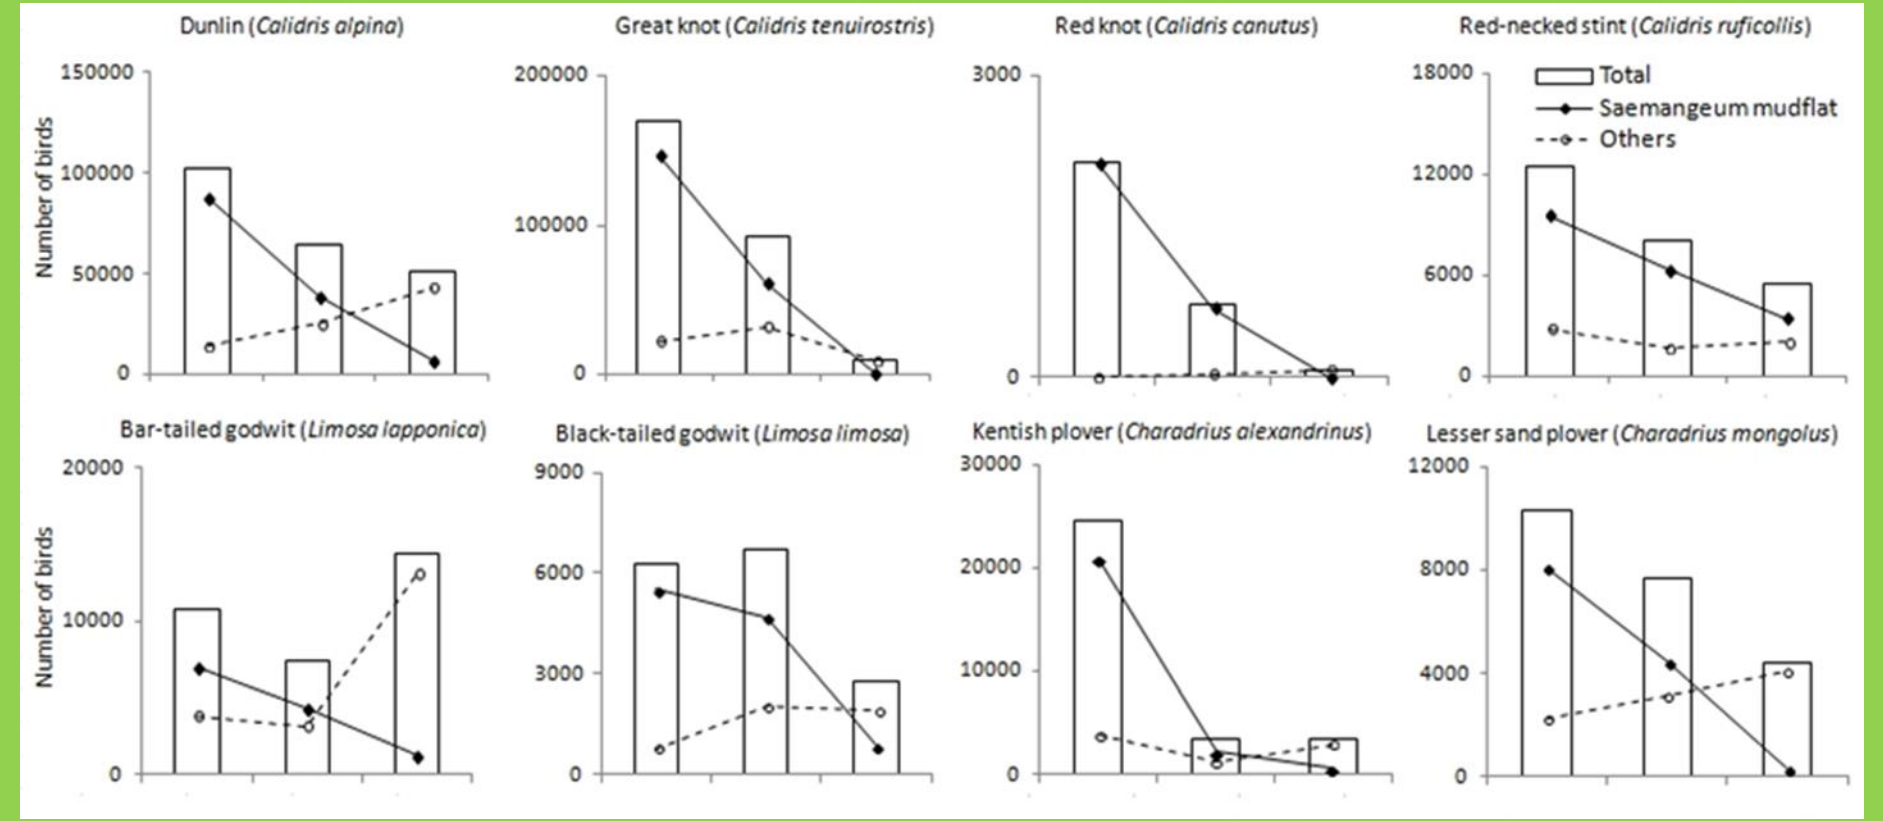 Dunlin (Calidris alpina)
150000
100000
50000
0
Number of birds
Great knot (Calidris tenuirostris)
200000
100000
0
Red knot (Calidris canutus)
3000
0
Red-necked stint (Calidris ruficollis)
18000
12000
6000
0
Total
Saemangeum mudflat
Others
Bar-tailed godwit (Limosa lapponica)
20000
10000
0
Number of birds
Black-tailed godwit (Limosa limosa)
9000
6000
3000
0
Kentish plover (Charadrius alexandrinus)
30000
20000
10000
0
Lesser sand plover (Charadrius mongolus)
12000
8000
4000
0